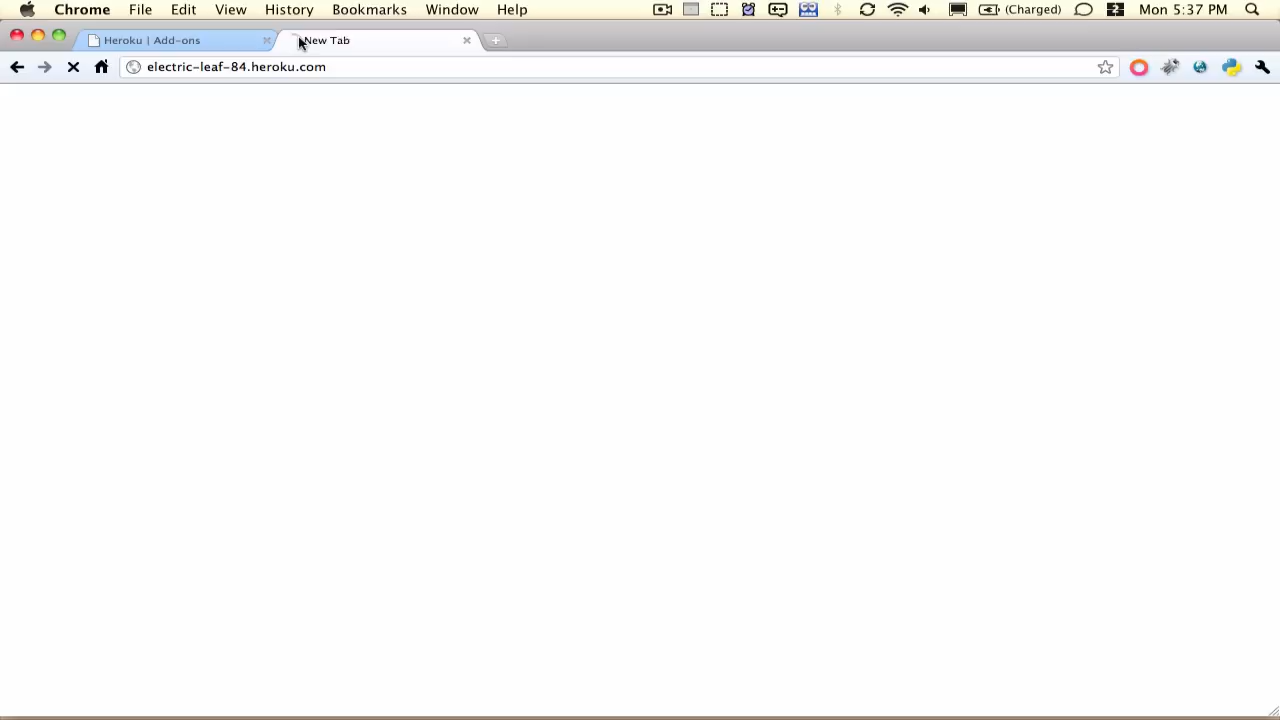 Chrome File Edit View History Bookmarks Window Help (Charged) Mon 5:37 PM
Heroku | Add-ons New Tab
electric-leaf-84.heroku.com